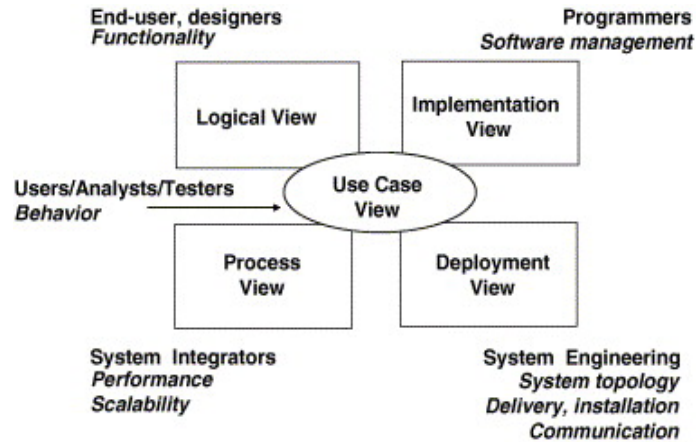 End-user, designers
Functionality
Programmers
Software management
Logical View
Implementation
View
Users/Analysts/Testers
Behavior
Use Case
View
Process
View
Deployment
View
System Integrators
Performance
Scalability
System Engineering
System topology
Delivery, installation
Communication